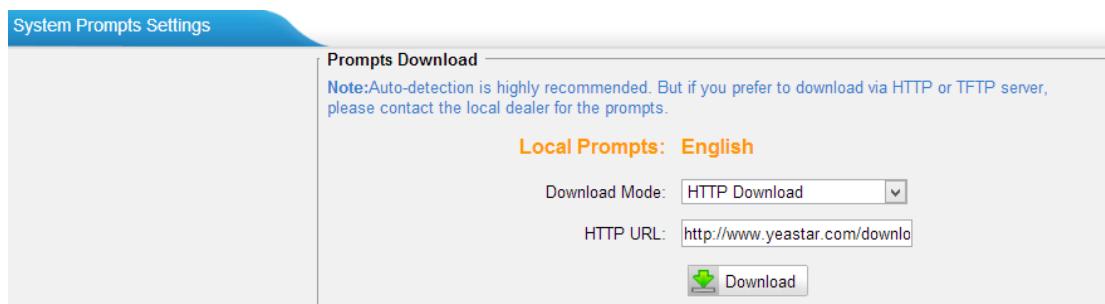 System Prompts Settings
Prompts Download
Note:Auto-detection is highly recommended. But if you prefer to download via HTTP or TFTP server,
please contact the local dealer for the prompts.
Local Prompts: English
Download Mode: HTTP Download
HTTP URL: http://www.yeastar.com/downlo
Download